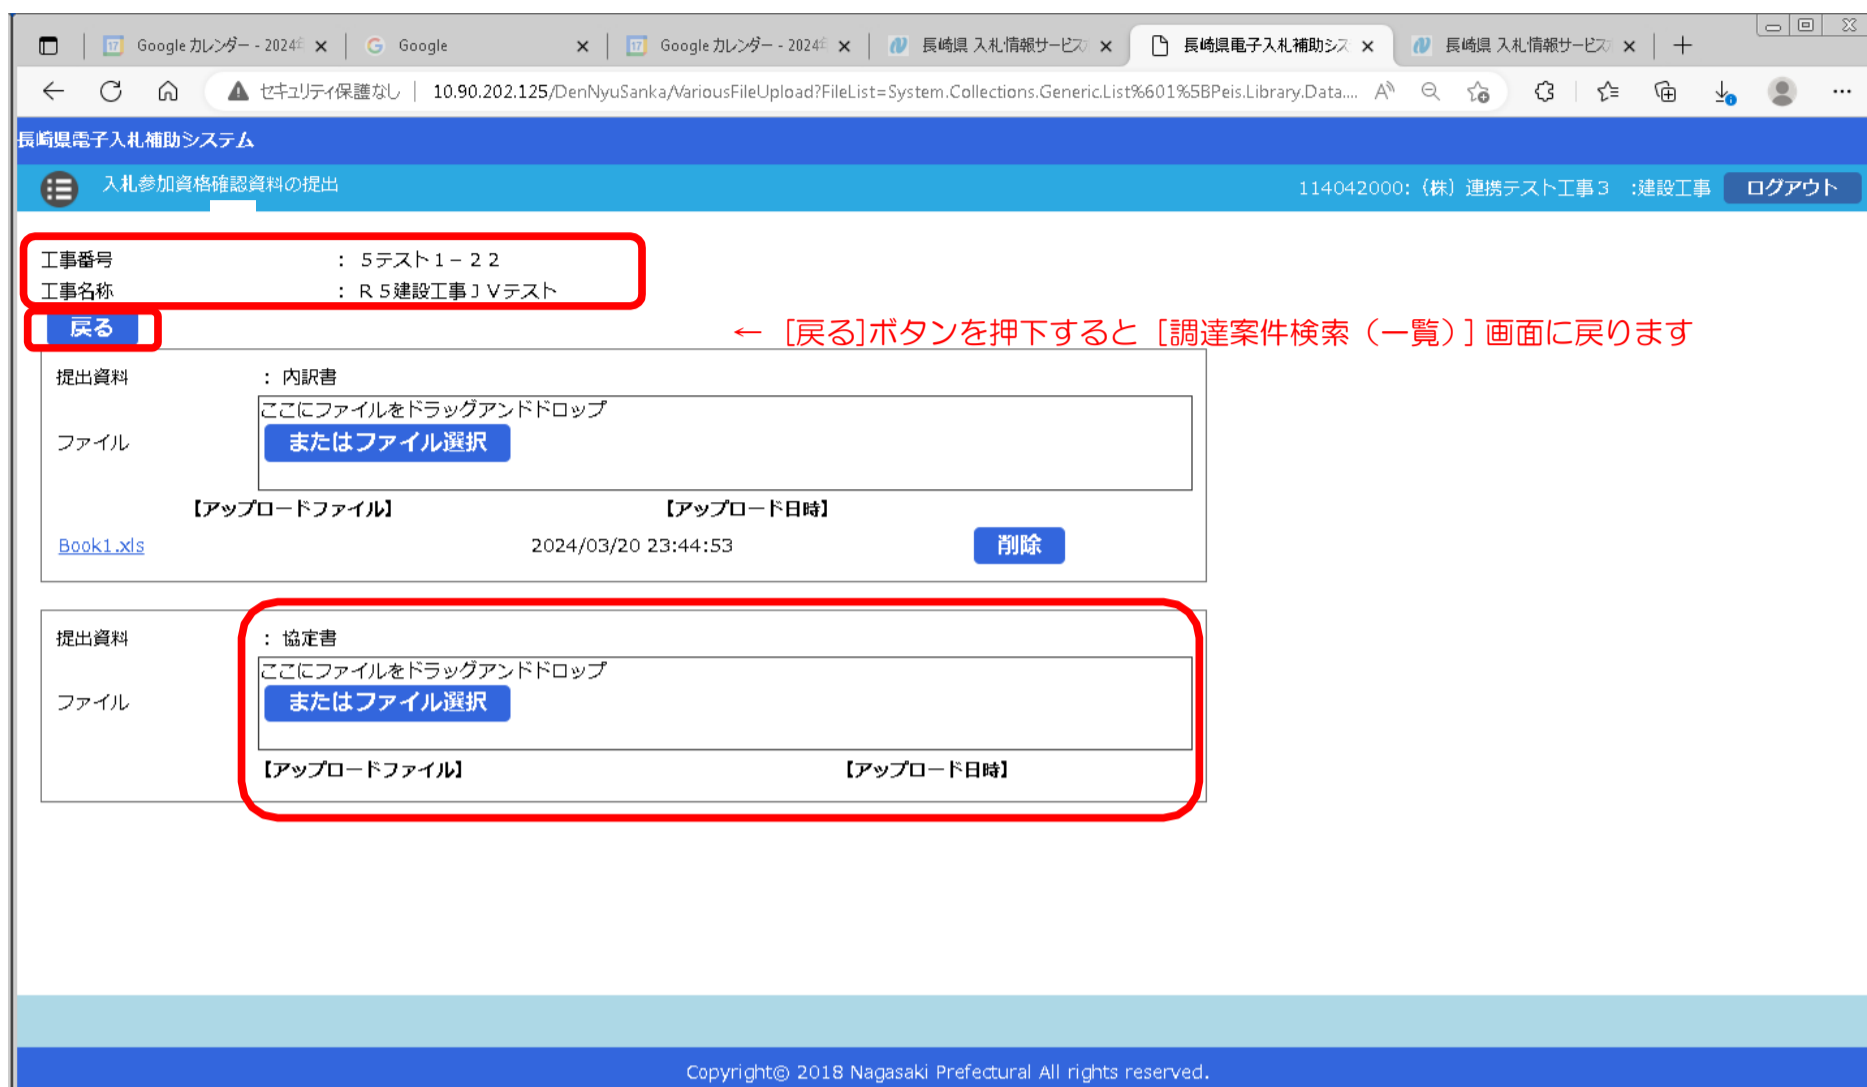 Google カレンダー - 2024年
Google
Google カレンダー - 2024年
長崎県 入札情報サービス
長崎県電子入札補助シス
長崎県 入札情報サービス
セキュリティ保護なし | 10.90.202.125/DenNyuSanka/VariousFileUpload?FileList=System.Collections.Generic.List%601%5BPeis.Library.Data....
長崎県電子入札補助システム
入札参加資格確認資料の提出
114042000:（株）連携テスト工事３ :建設工事
ログアウト
工事番号 : ５テスト１－２２
工事名称 : Ｒ５建設工事ＪＶテスト
戻る
← [戻る]ボタンを押下すると [調達案件検索（一覧）] 画面に戻ります
提出資料 : 内訳書
ここにファイルをドラッグアンドドロップ
ファイル
またはファイル選択
【アップロードファイル】 【アップロード日時】
Book1.xls 2024/03/20 23:44:53 削除
提出資料 : 協定書
ここにファイルをドラッグアンドドロップ
ファイル
またはファイル選択
【アップロードファイル】 【アップロード日時】
Copyright© 2018 Nagasaki Prefectural All rights reserved.